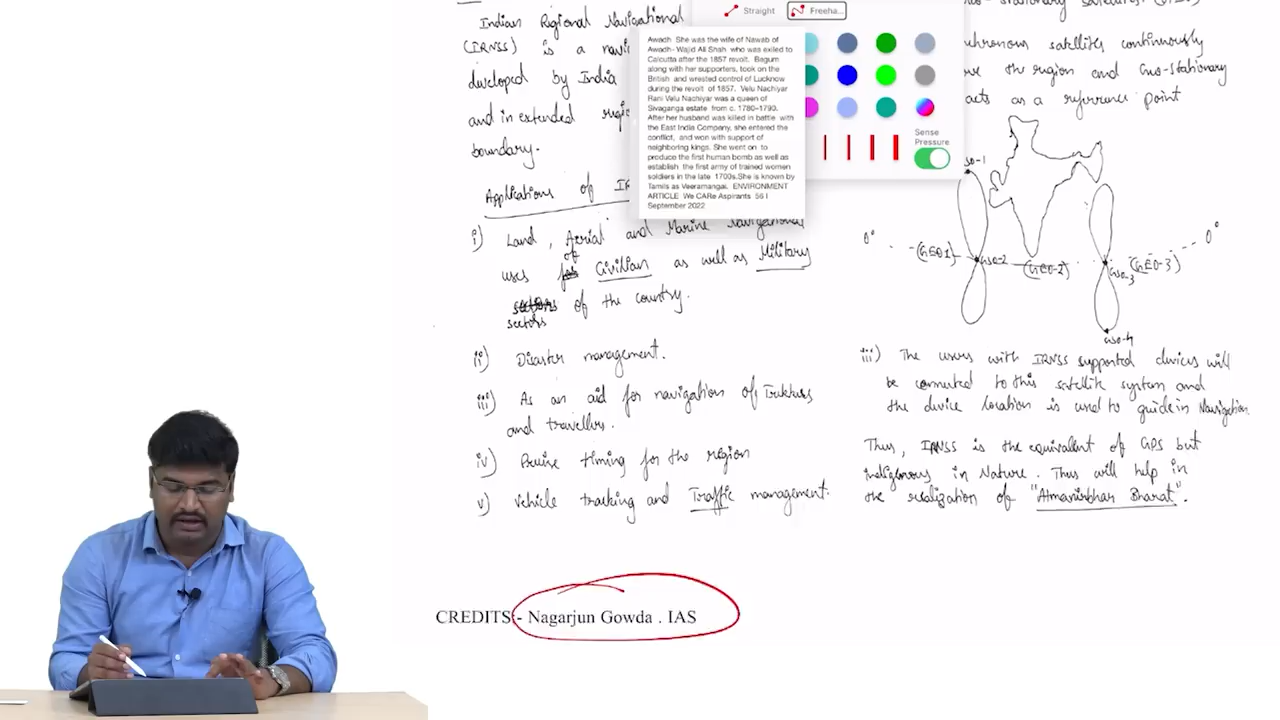 Indian Regional Navigational
(IRNSS) is a navi
developed by India
and in extended regi
boundary.
Applications of IR
i) Land, Aerial and Marine Navigational
of
uses Civilian as well as Military
of the country.
sectors
ii) Disaster management.
iii) As an aid for navigation of Trekkers
and travellers.
iv) Precise timing for the region
v) Vehicle tracking and Traffic management.
CREDITS:- Nagarjun Gowda . IAS
Straight
Freeha...
Awadh She was the wife of Nawab of
Awadh- Wajid Ali Shah who was exiled to
Calcutta after the 1857 revolt. Begum
along with her supporters, took on the
British and wrested control of Lucknow
during the revolt of 1857. Velu Nachiyar
Rani Velu Nachiyar was a queen of
Sivaganga estate from c. 1780–1790.
After her husband was killed in battle with
the East India Company, she entered the
conflict, and won with support of
neighboring kings. She went on to
produce the first human bomb as well as
establish the first army of trained women
soldiers in the late 1700s.She is known by
Tamils as Veeramangai. ENVIRONMENT
ARTICLE We CARe Aspirants 561
September 2022
Sense
Pressure
hronous satellites continuously
the region and Geo-stationary
acts as a reference point
so-1
0° (GEO1) GSO-2 (GEO-2) GSO-3 (GEO-3) 0°
GSO-4
iii) The users with IRNSS supported devices will
be connected to this satellite system and
the device location is used to guide in Navigation.
Thus, IRNSS is the equivalent of GPS but
indigenous in Nature. Thus will help in
the realization of "Atmanirbhar Bharat".